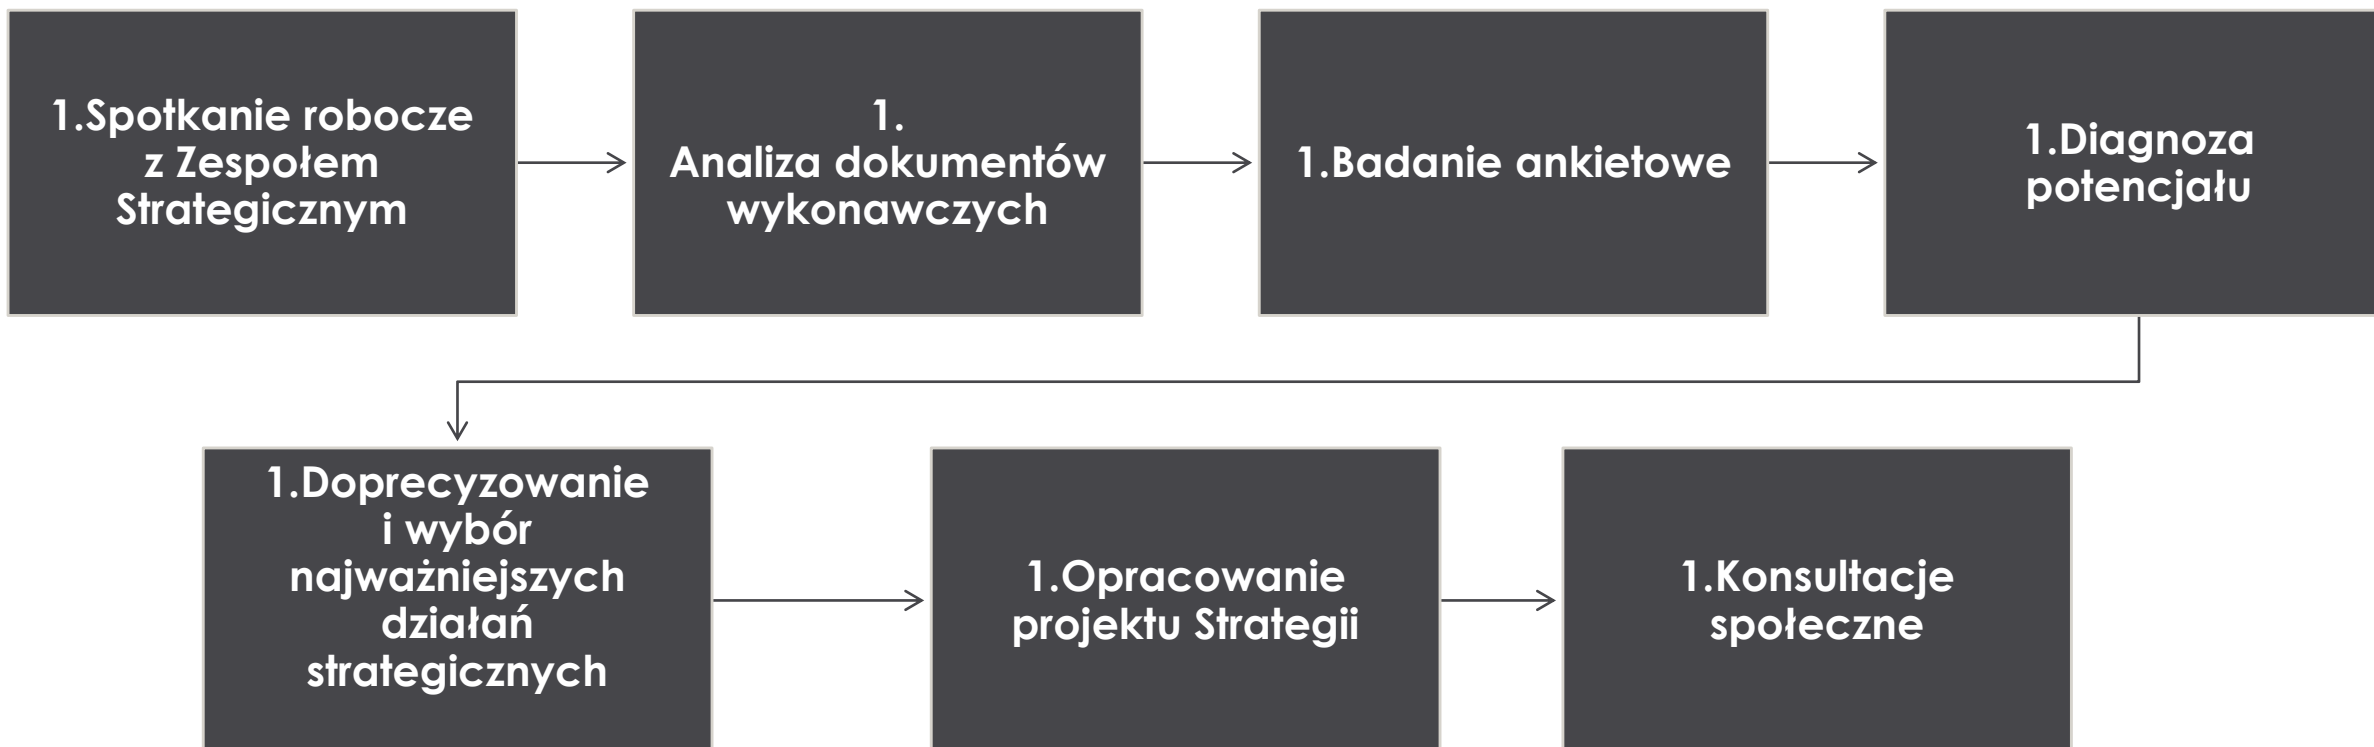 1.Spotkanie robocze
z Zespołem
Strategicznym
1.
Analiza dokumentów
wykonawczych
1.Badanie ankietowe
1.Diagnoza
potencjału
1.Doprecyzowanie
i wybór
najważniejszych
działań
strategicznych
1.Opracowanie
projektu Strategii
1.Konsultacje
społeczne